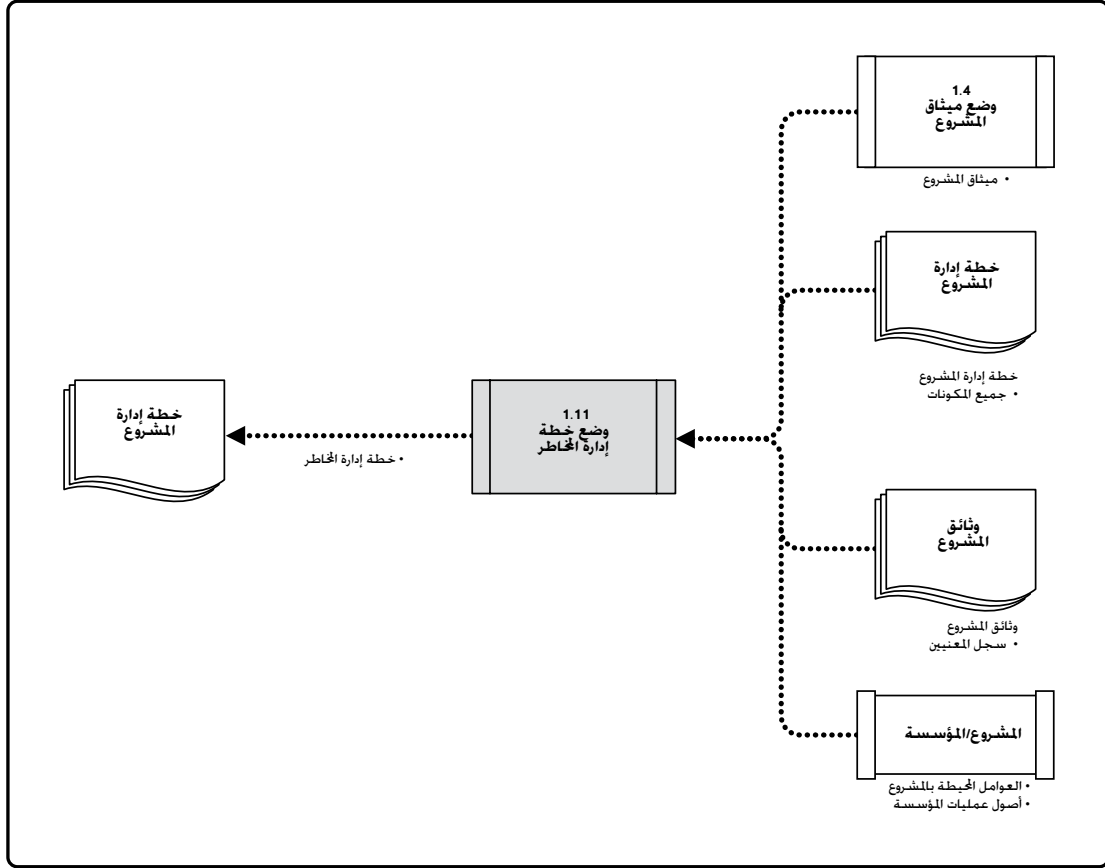 1.4
وضع ميثاق
المشروع
• ميثاق المشروع
خطة إدارة
المشروع
خطة إدارة المشروع
• جميع المكونات
وثائق
المشروع
وثائق المشروع
• سجل المعنيين
المشروع/المؤسسة
• العوامل المحيطة بالمشروع
• أصول عمليات المؤسسة
1.11
وضع خطة
إدارة المخاطر
• خطة إدارة المخاطر
خطة إدارة
المشروع